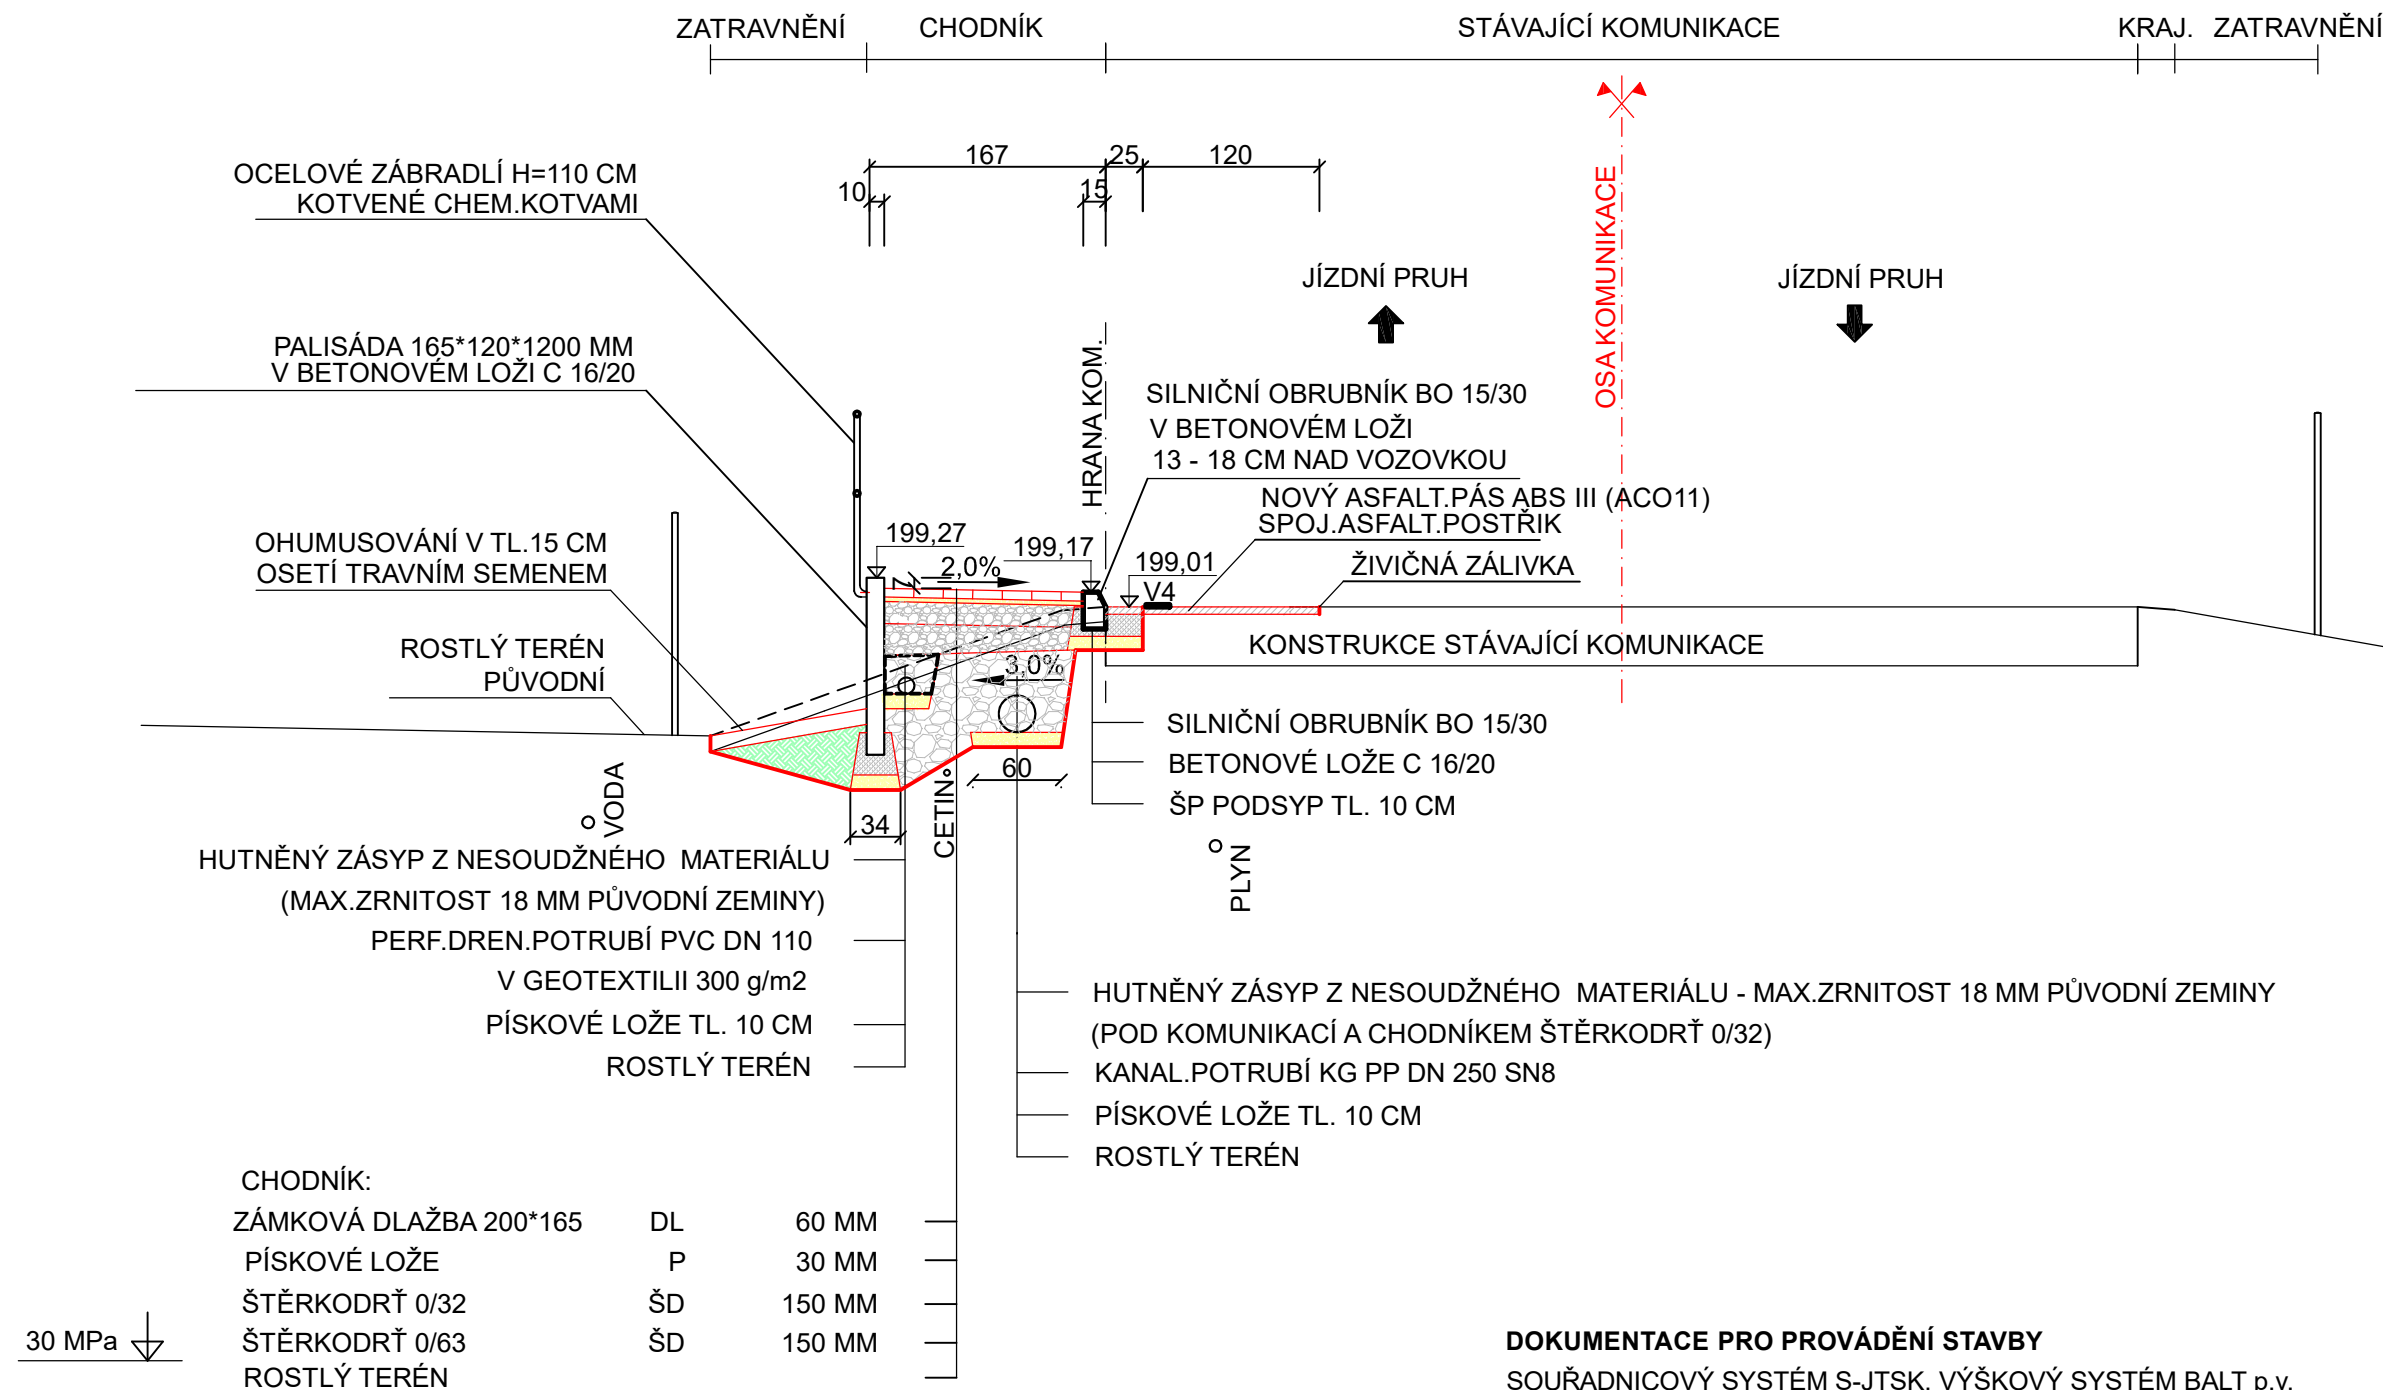 ZATRAVNĚNÍ CHODNÍK STÁVAJÍCÍ KOMUNIKACE KRAJ. ZATRAVNĚNÍ
167 25 120
10 15
OCELOVÉ ZÁBRADLÍ H=110 CM
KOTVENÉ CHEM.KOTVAMI
OSA KOMUNIKACE
JÍZDNÍ PRUH JÍZDNÍ PRUH
PALISÁDA 165*120*1200 MM
V BETONOVÉM LOŽI C 16/20
HRANA KOM.
SILNIČNÍ OBRUBNÍK BO 15/30
V BETONOVÉM LOŽI
13 - 18 CM NAD VOZOVKOU
NOVÝ ASFALT.PÁS ABS III (ACO11)
SPOJ.ASFALT.POSTŘIK
ŽIVIČNÁ ZÁLIVKA
OHUMUSOVÁNÍ V TL.15 CM
OSETÍ TRAVNÍM SEMENEM
199,27 199,17 199,01
7 2,0% V4
ROSTLÝ TERÉN
PŮVODNÍ
KONSTRUKCE STÁVAJÍCÍ KOMUNIKACE
3,0%
SILNIČNÍ OBRUBNÍK BO 15/30
BETONOVÉ LOŽE C 16/20
ŠP PODSYP TL. 10 CM
60
34
VODA
CETIN
PLYN
HUTNĚNÝ ZÁSYP Z NESOUDŽNÉHO MATERIÁLU
(MAX.ZRNITOST 18 MM PŮVODNÍ ZEMINY)
PERF.DREN.POTRUBÍ PVC DN 110
V GEOTEXTILII 300 g/m2
PÍSKOVÉ LOŽE TL. 10 CM
ROSTLÝ TERÉN
HUTNĚNÝ ZÁSYP Z NESOUDŽNÉHO MATERIÁLU - MAX.ZRNITOST 18 MM PŮVODNÍ ZEMINY
(POD KOMUNIKACÍ A CHODNÍKEM ŠTĚRKODRŤ 0/32)
KANAL.POTRUBÍ KG PP DN 250 SN8
PÍSKOVÉ LOŽE TL. 10 CM
ROSTLÝ TERÉN
CHODNÍK:
ZÁMKOVÁ DLAŽBA 200*165 DL 60 MM
PÍSKOVÉ LOŽE P 30 MM
ŠTĚRKODRŤ 0/32 ŠD 150 MM
ŠTĚRKODRŤ 0/63 ŠD 150 MM
ROSTLÝ TERÉN
30 MPa
DOKUMENTACE PRO PROVÁDĚNÍ STAVBY
SOUŘADNICOVÝ SYSTÉM S-JTSK, VÝŠKOVÝ SYSTÉM BALT p.v.